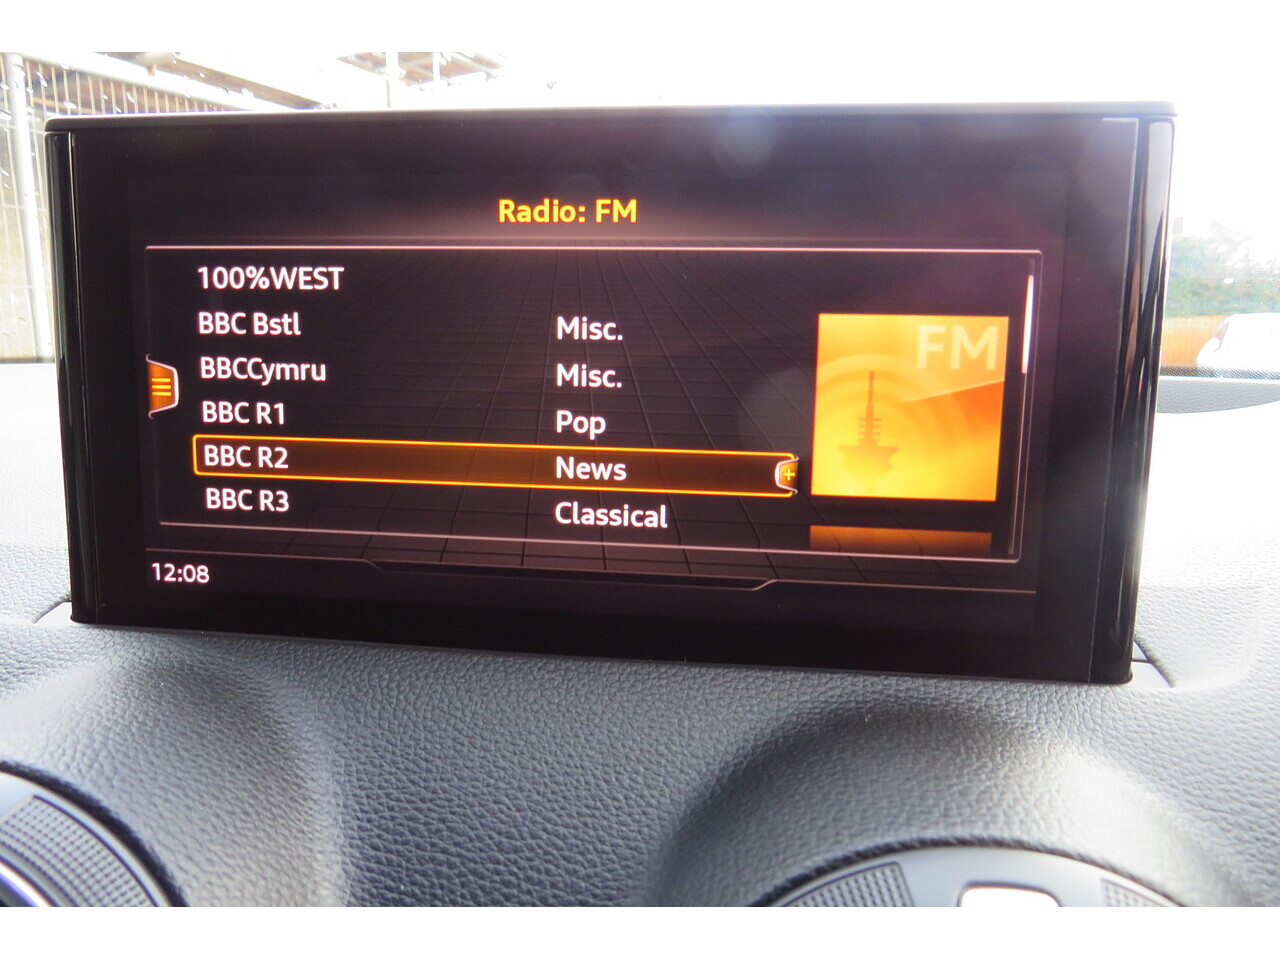 Radio: FM
100%WEST
BBC Bstl Misc.
BBCCymru Misc.
BBC R1 Pop
BBC R2 News
BBC R3 Classical
FM
12:08